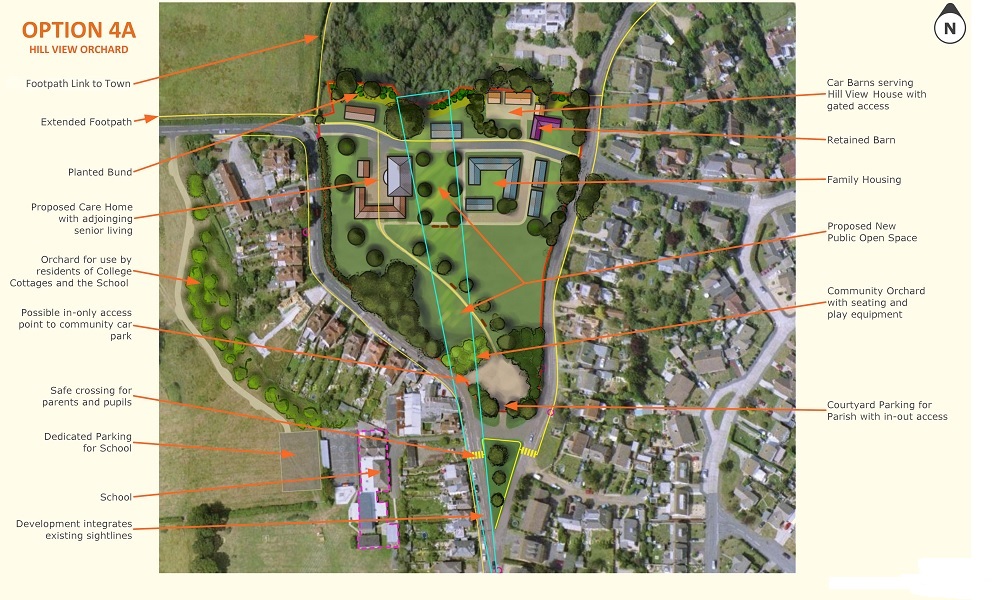 OPTION 4A
HILL VIEW ORCHARD
N
Footpath Link to Town
Extended Footpath
Planted Bund
Proposed Care Home
with adjoinging
senior living
Orchard for use by
residents of College
Cottages and the School
Possible in-only access
point to community car
park
Safe crossing for
parents and pupils
Dedicated Parking
for School
School
Development integrates
existing sightlines
Car Barns serving
Hill View House with
gated access
Retained Barn
Family Housing
Proposed New
Public Open Space
Community Orchard
with seating and
play equipment
Courtyard Parking for
Parish with in-out access